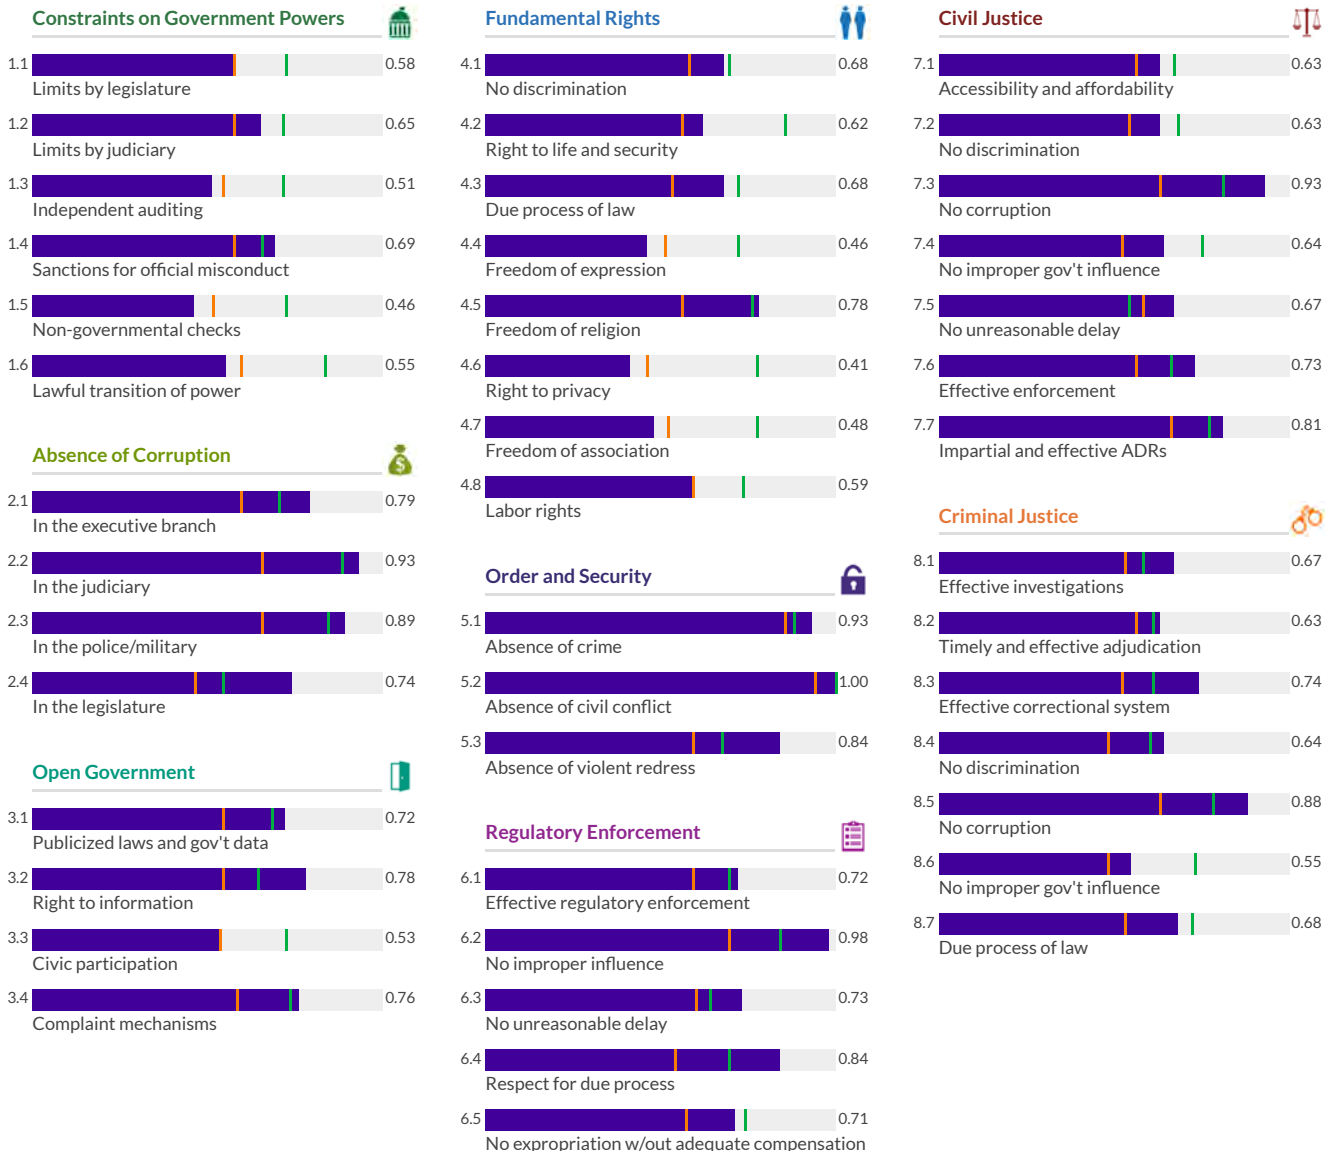 Constraints on Government Powers
1.1 0.58
Limits by legislature
1.2 0.65
Limits by judiciary
1.3 0.51
Independent auditing
1.4 0.69
Sanctions for official misconduct
1.5 0.46
Non-governmental checks
1.6 0.55
Lawful transition of power
Absence of Corruption
$
2.1 0.79
In the executive branch
2.2 0.93
In the judiciary
2.3 0.89
In the police/military
2.4 0.74
In the legislature
Open Government
3.1 0.72
Publicized laws and gov't data
3.2 0.78
Right to information
3.3 0.53
Civic participation
3.4 0.76
Complaint mechanisms
Fundamental Rights
4.1 0.68
No discrimination
4.2 0.62
Right to life and security
4.3 0.68
Due process of law
4.4 0.46
Freedom of expression
4.5 0.78
Freedom of religion
4.6 0.41
Right to privacy
4.7 0.48
Freedom of association
4.8 0.59
Labor rights
Order and Security
5.1 0.93
Absence of crime
5.2 1.00
Absence of civil conflict
5.3 0.84
Absence of violent redress
Regulatory Enforcement
6.1 0.72
Effective regulatory enforcement
6.2 0.98
No improper influence
6.3 0.73
No unreasonable delay
6.4 0.84
Respect for due process
6.5 0.71
No expropriation w/out adequate compensation
Civil Justice
7.1 0.63
Accessibility and affordability
7.2 0.63
No discrimination
7.3 0.93
No corruption
7.4 0.64
No improper gov't influence
7.5 0.67
No unreasonable delay
7.6 0.73
Effective enforcement
7.7 0.81
Impartial and effective ADRs
Criminal Justice
8.1 0.67
Effective investigations
8.2 0.63
Timely and effective adjudication
8.3 0.74
Effective correctional system
8.4 0.64
No discrimination
8.5 0.88
No corruption
8.6 0.55
No improper gov't influence
8.7 0.68
Due process of law